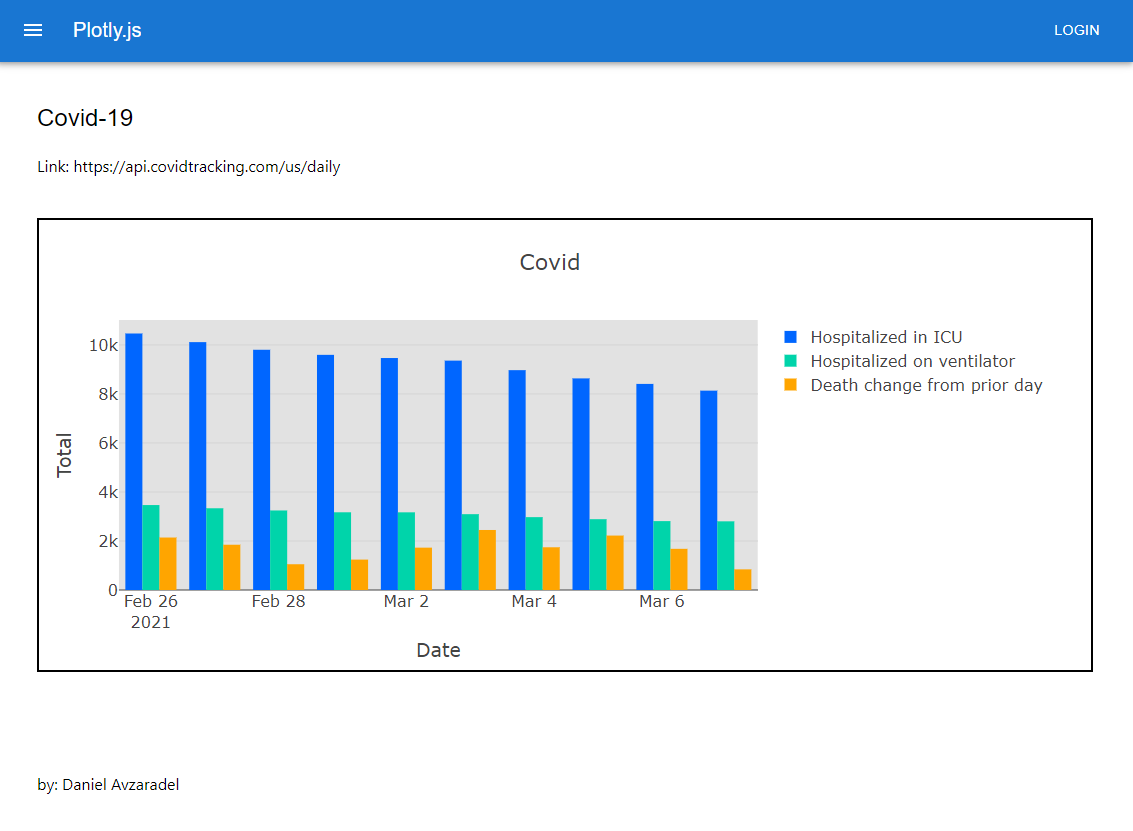 Plotly.js
LOGIN
Covid-19
Link: https://api.covidtracking.com/us/daily
Covid
Hospitalized in ICU
Hospitalized on ventilator
Death change from prior day
Total
10k
8k
6k
4k
2k
0
Feb 26 Feb 28 Mar 2 Mar 4 Mar 6
2021
Date
by: Daniel Avzaradel